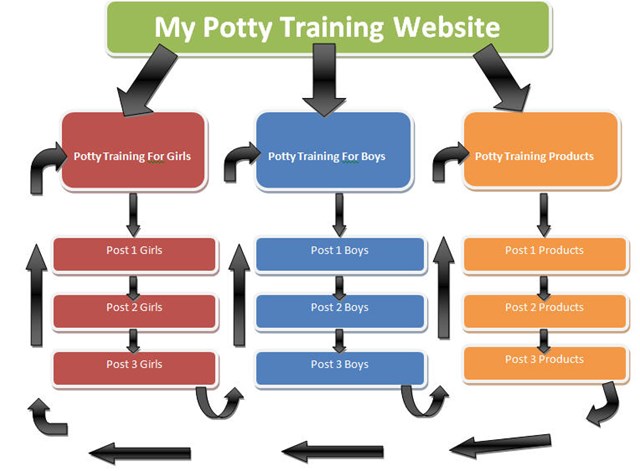 My Potty Training Website
Potty Training For Girls
Potty Training For Boys
Potty Training Products
Post 1 Girls
Post 1 Boys
Post 1 Products
Post 2 Girls
Post 2 Boys
Post 2 Products
Post 3 Girls
Post 3 Boys
Post 3 Products